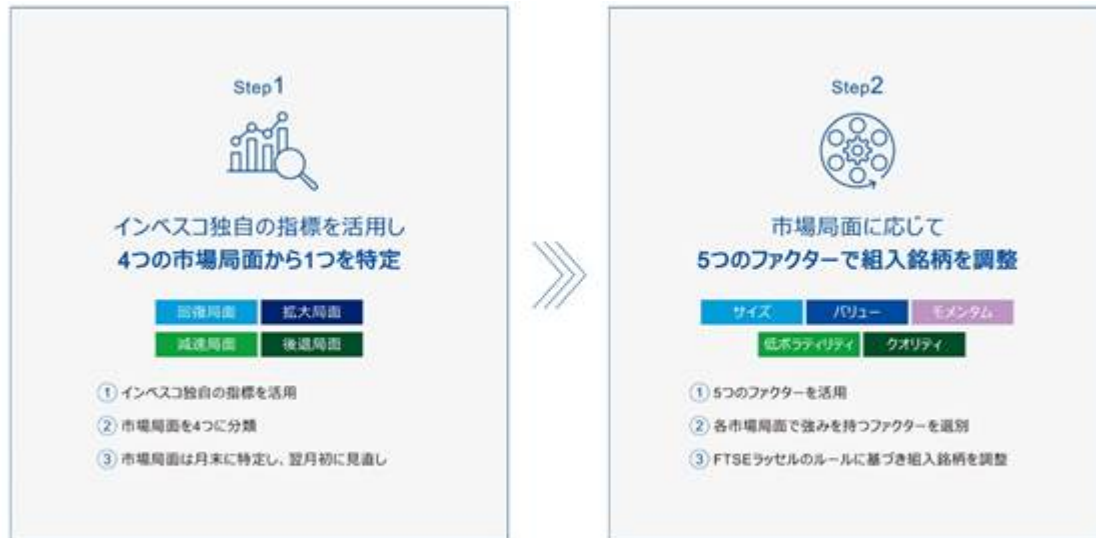 Step1
インベスコ独自の指標を活用し
4つの市場局面から1つを特定
回復局面 拡大局面
減速局面 後退局面
① インベスコ独自の指標を活用
② 市場局面を4つに分類
③ 市場局面は月末に特定し、翌月初に見直し
Step2
市場局面に応じて
5つのファクターで組入銘柄を調整
サイズ バリュー モメンタム
低ボラティリティ クオリティ
① 5つのファクターを活用
② 各市場局面で強みを持つファクターを選別
③ FTSEラッセルのルールに基づき組入銘柄を調整